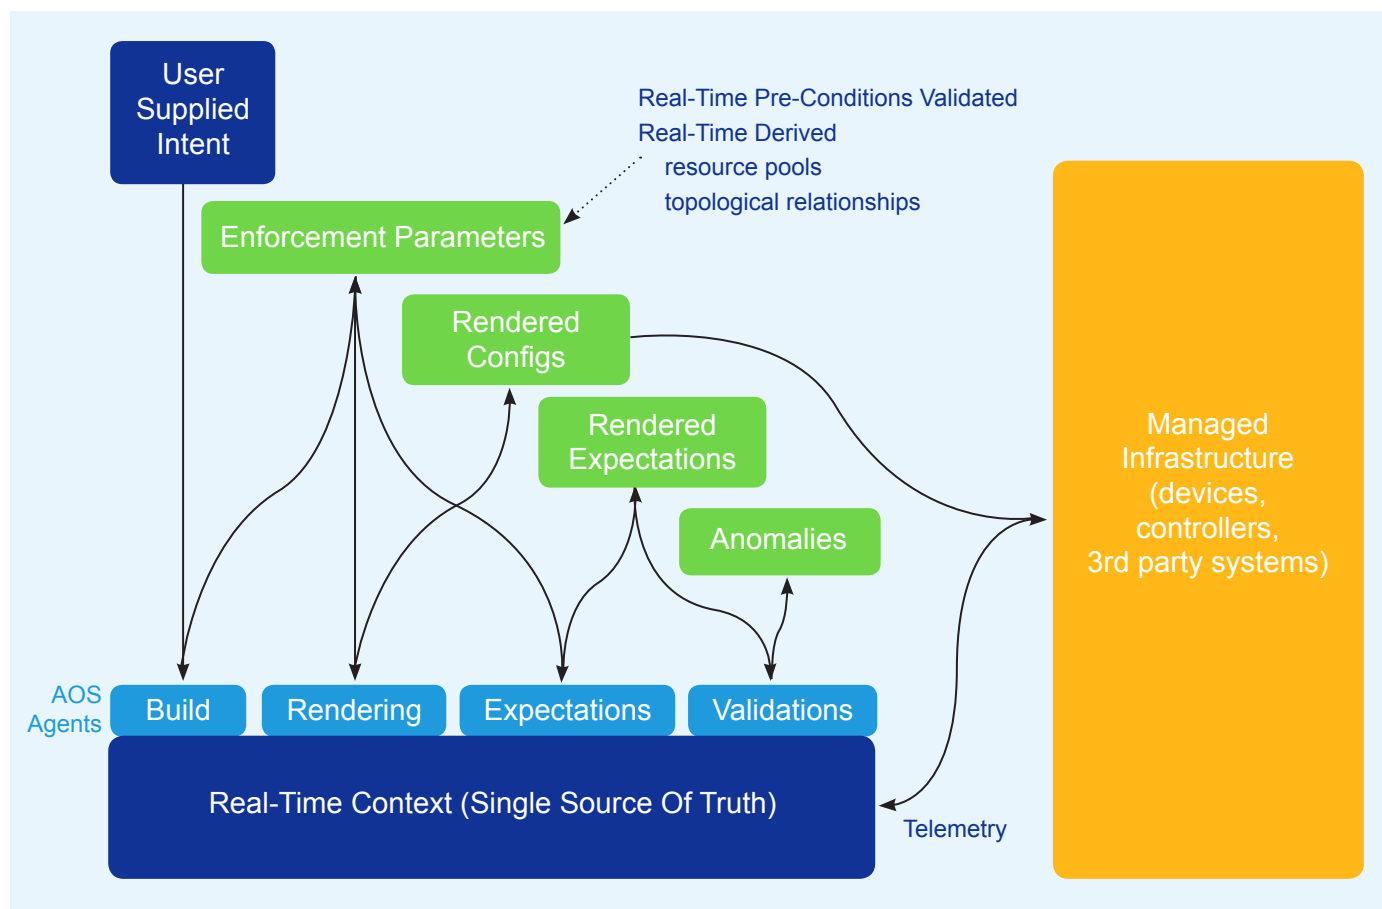 User
Supplied
Intent
Real-Time Pre-Conditions Validated
Real-Time Derived
resource pools
topological relationships
Enforcement Parameters
Rendered
Configs
Rendered
Expectations
Anomalies
Managed
Infrastructure
(devices,
controllers,
3rd party systems)
AOS
Agents
Build
Rendering
Expectations
Validations
Real-Time Context (Single Source Of Truth)
Telemetry